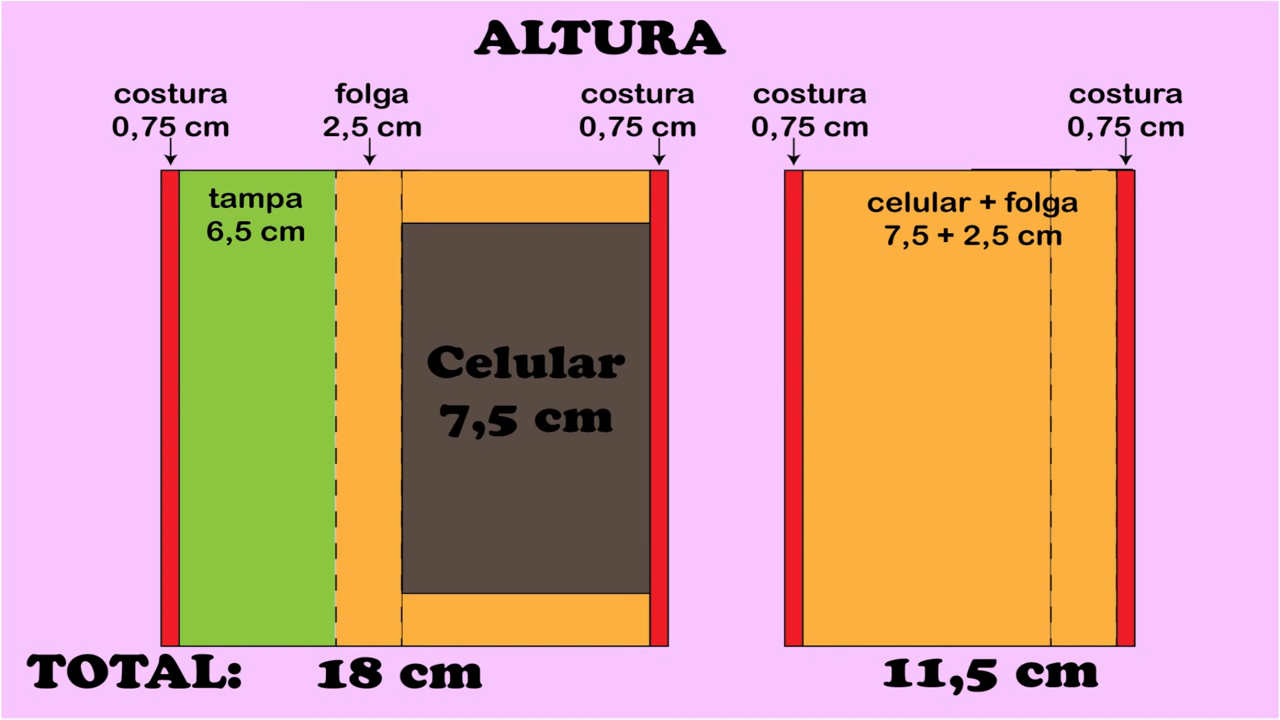 ALTURA
costura
0,75 cm
folga
2,5 cm
costura
0,75 cm
costura
0,75 cm
costura
0,75 cm
tampa
6,5 cm
Celular
7,5 cm
celular + folga
7,5 + 2,5 cm
TOTAL: 18 cm 11,5 cm